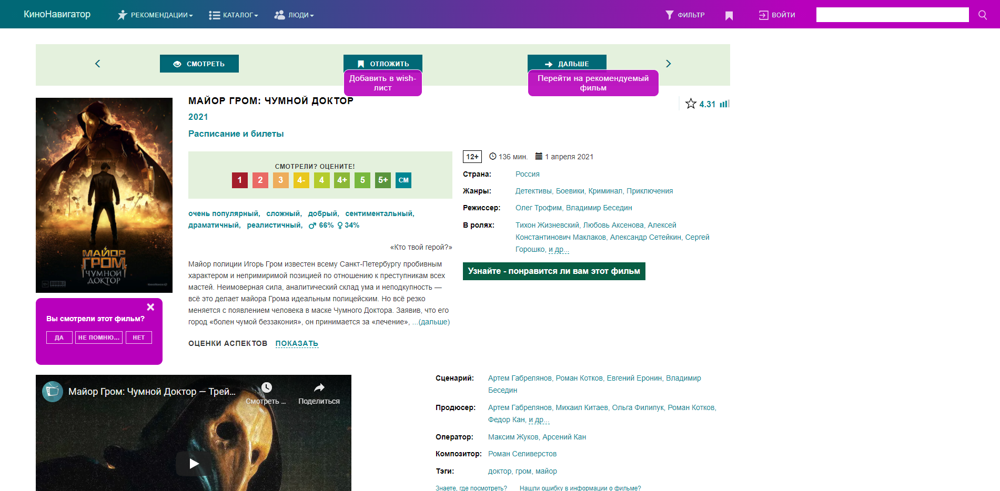 КиноНавигатор
РЕКОМЕНДАЦИИ
КАТАЛОГ
ЛЮДИ
ФИЛЬТР
ВОЙТИ
СМОТРЕТЬ
ОТЛОЖИТЬ
ДАЛЬШЕ
Добавить в wish-
лист
Перейти на рекомендуемый
фильм
МАЙОР ГРОМ: ЧУМНОЙ ДОКТОР
4.31
2021
Расписание и билеты
СМОТРЕЛИ? ОЦЕНИТЕ!
1 2 3 4- 4 4+ 5 5+ СМ
очень популярный, сложный, добрый, сентиментальный,
драматичный, реалистичный, 66% 34%
«Кто твой герой?»
Майор полиции Игорь Гром известен всему Санкт-Петербургу пробивным
характером и непримиримой позицией по отношению к преступникам всех
мастей. Неимоверная сила, аналитический склад ума и неподкупность —
всё это делает майора Грома идеальным полицейским. Но всё резко
меняется с появлением человека в маске Чумного Доктора. Заявив, что его
город «болен чумой беззакония», он принимается за «лечение», ...(дальше)
ОЦЕНКИ АСПЕКТОВ ПОКАЗАТЬ
12+ 136 мин. 1 апреля 2021
Страна: Россия
Жанры: Детективы, Боевики, Криминал, Приключения
Режиссер: Олег Трофим, Владимир Беседин
В ролях: Тихон Жизневский, Любовь Аксенова, Алексей
Константинович Маклаков, Александр Сетейкин, Сергей
Горошко, и др...
Узнайте - понравится ли вам этот фильм
МАЙОР
ГРОМ
ЧУМНОЙ
ДОКТОР
12+ BUBBLE
Вы смотрели этот фильм?
ДА НЕ ПОМНЮ... НЕТ
Майор Гром: Чумной Доктор — Трей...
Смотреть ...
Поделиться
Сценарий: Артем Габрелянов, Роман Котков, Евгений Еронин, Владимир
Беседин
Продюсер: Артем Габрелянов, Михаил Китаев, Ольга Филипук, Роман Котков,
Федор Кан, и др...
Оператор: Максим Жуков, Арсений Кан
Композитор: Роман Селиверстов
Тэги: доктор, гром, майор
Знаете, где посмотреть? Нашли ошибку в информации о фильме?